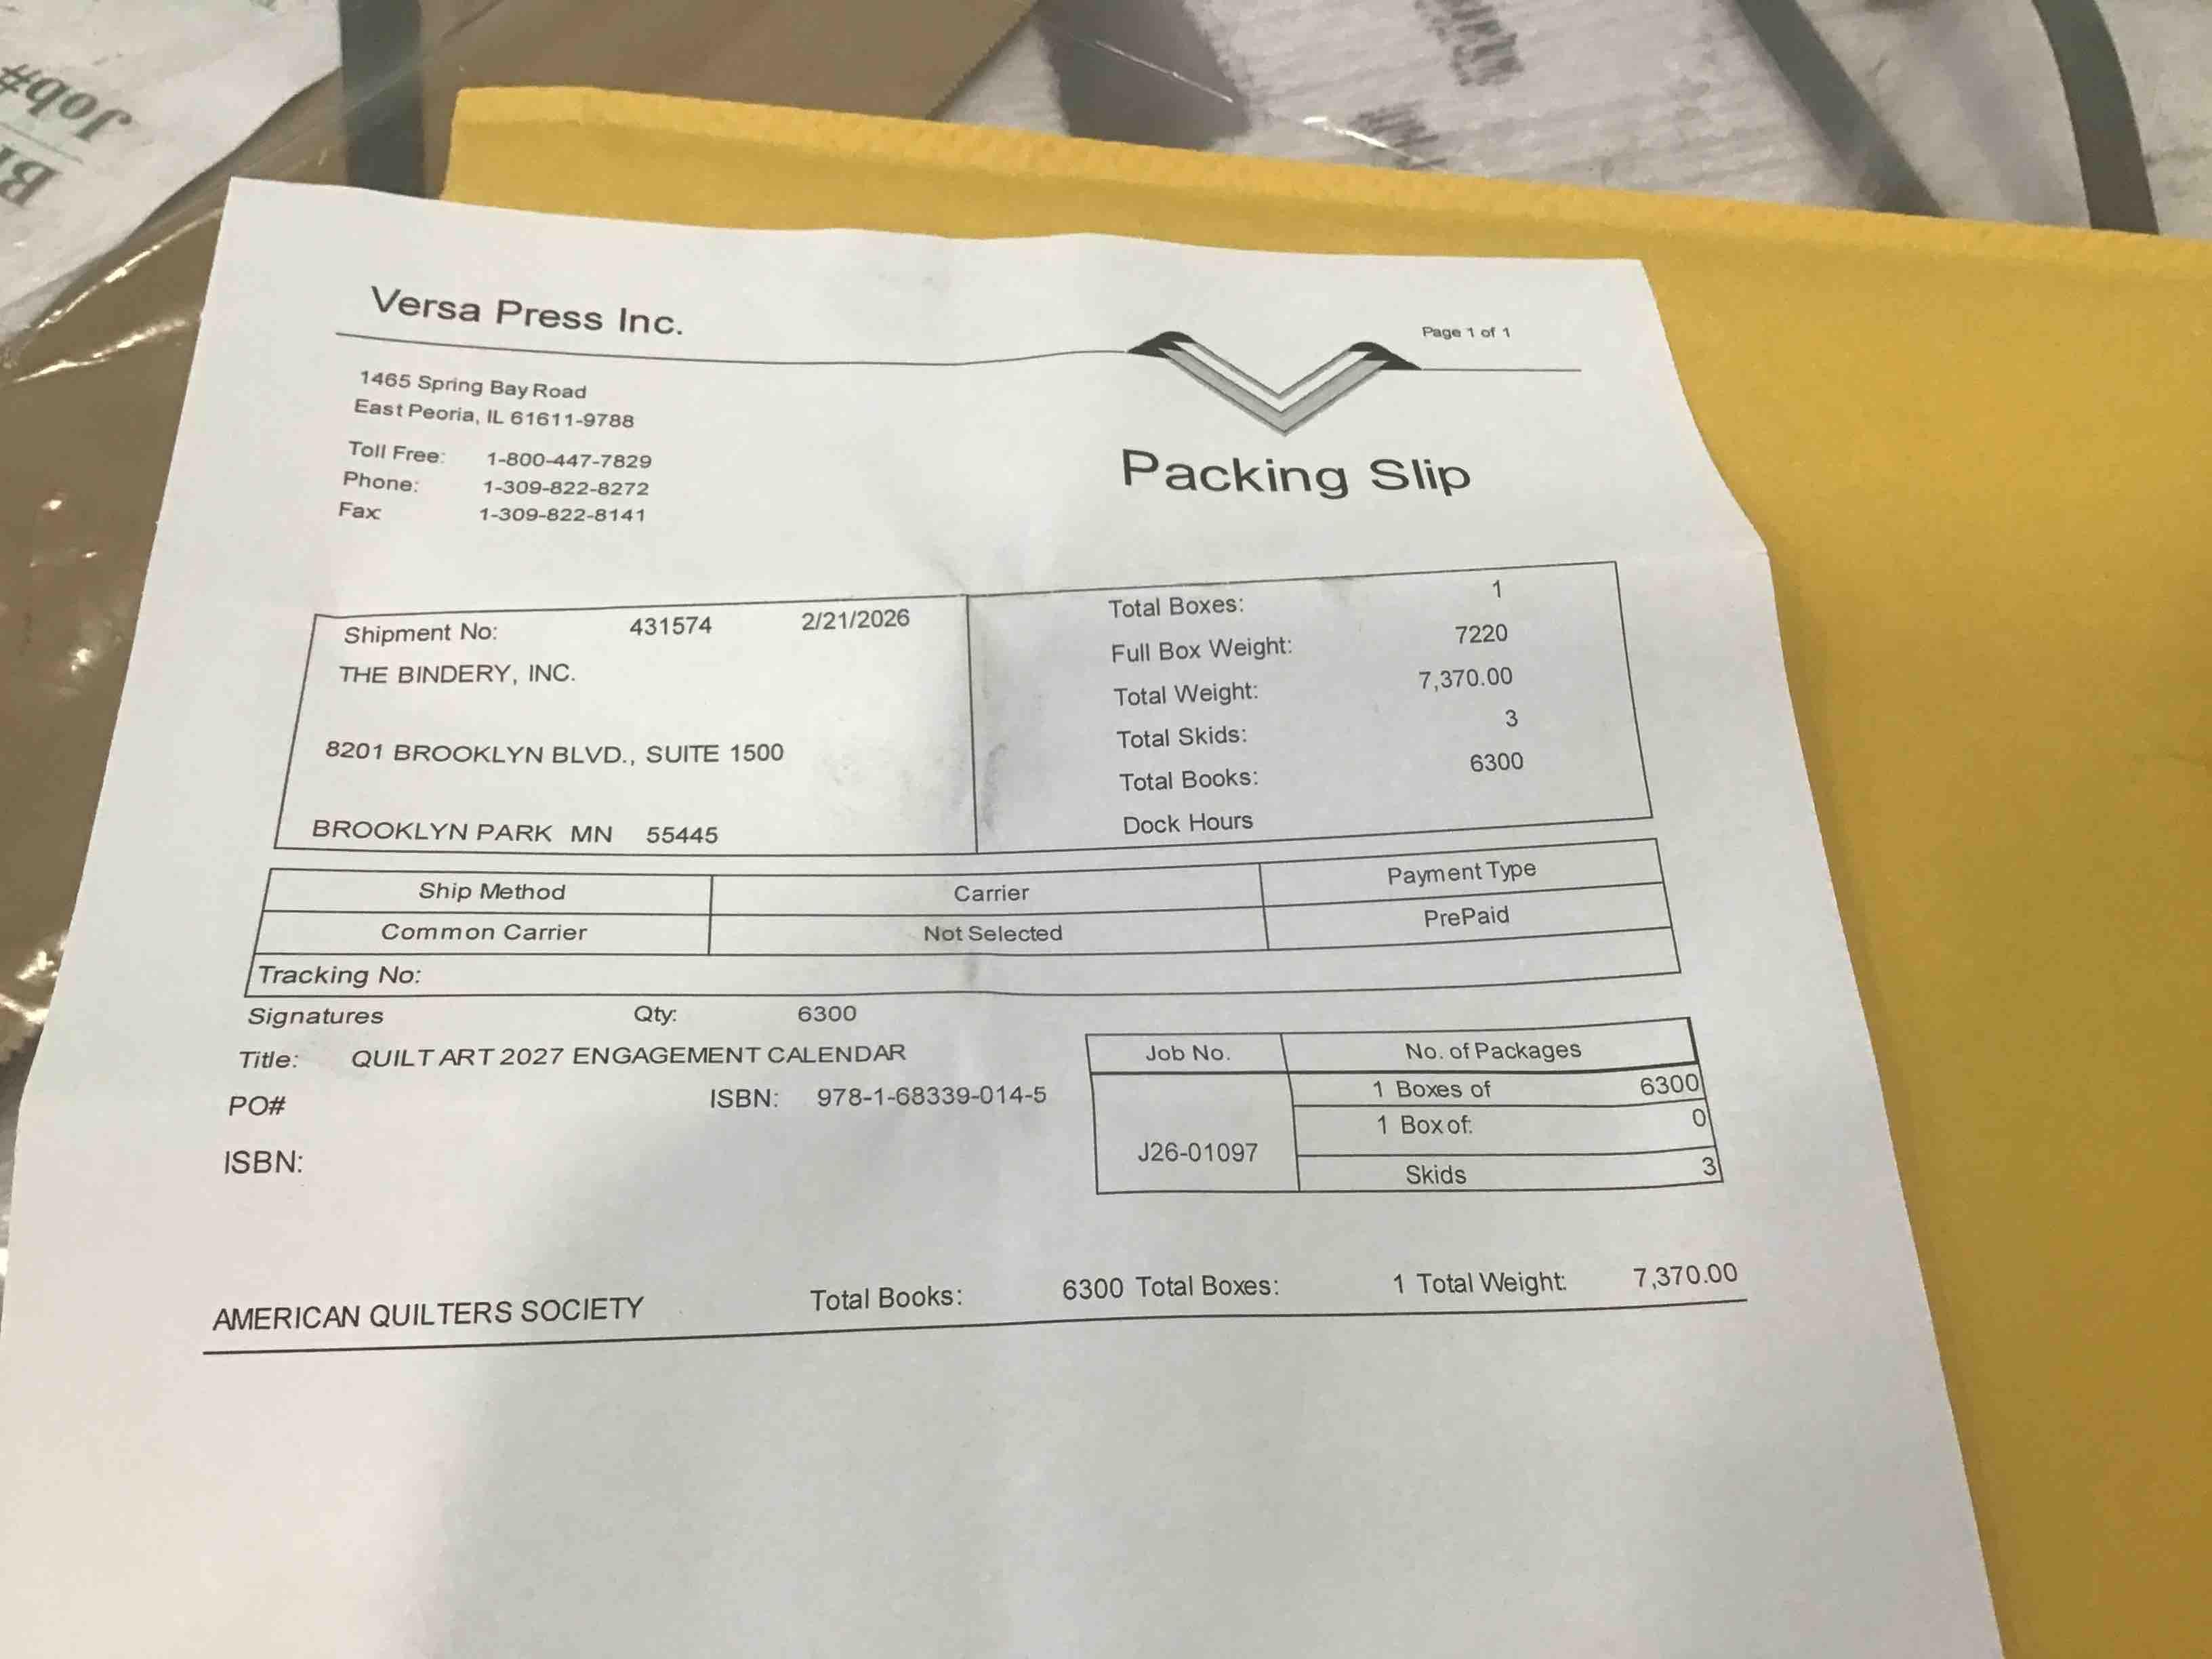 Job#
Versa Press Inc.
Page 1 of 1
1465 Spring Bay Road
East Peoria, IL 61611-9788
Toll Free: 1-800-447-7829
Phone: 1-309-822-8272
Fax: 1-309-822-8141
Packing Slip
Shipment No: 431574 2/21/2026
THE BINDERY, INC.
8201 BROOKLYN BLVD., SUITE 1500
BROOKLYN PARK MN 55445
Total Boxes: 1
Full Box Weight: 7220
Total Weight: 7,370.00
Total Skids: 3
Total Books: 6300
Dock Hours
Ship Method Carrier Payment Type
Common Carrier Not Selected PrePaid
Tracking No:
Signatures Qty: 6300
Title: QUILT ART 2027 ENGAGEMENT CALENDAR
PO# ISBN: 978-1-68339-014-5
ISBN:
Job No. No. of Packages
J26-01097
1 Boxes of 6300
1 Box of: 0
Skids 3
AMERICAN QUILTERS SOCIETY Total Books: 6300 Total Boxes: 1 Total Weight: 7,370.00